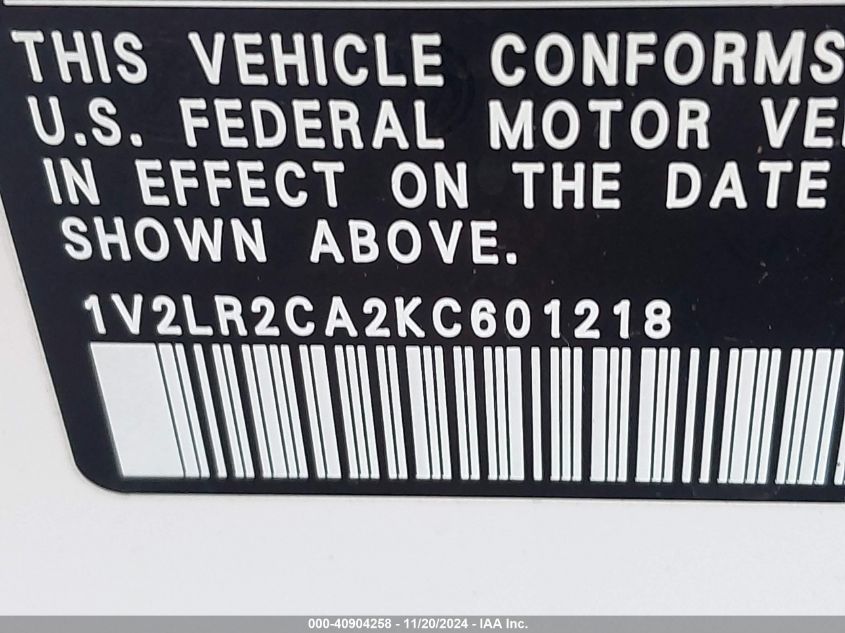 THIS VEHICLE CONFORMS
U.S. FEDERAL MOTOR
IN EFFECT ON THE DATE
SHOWN ABOVE.
1V2LR2CA2KC601218
000-40904258 - 11/20/2024 - IAA Inc.